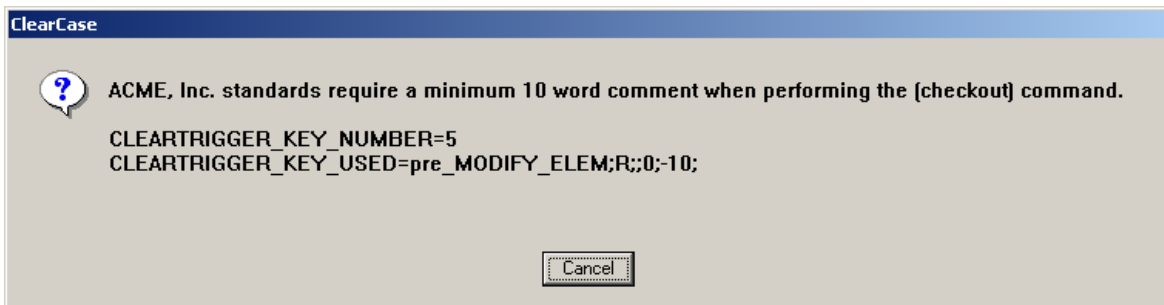 ClearCase
ACME, Inc. standards require a minimum 10 word comment when performing the (checkout) command.
CLEARTRIGGER_KEY_NUMBER=5
CLEARTRIGGER_KEY_USED=pre_MODIFY_ELEM;R;;0;-10;
Cancel